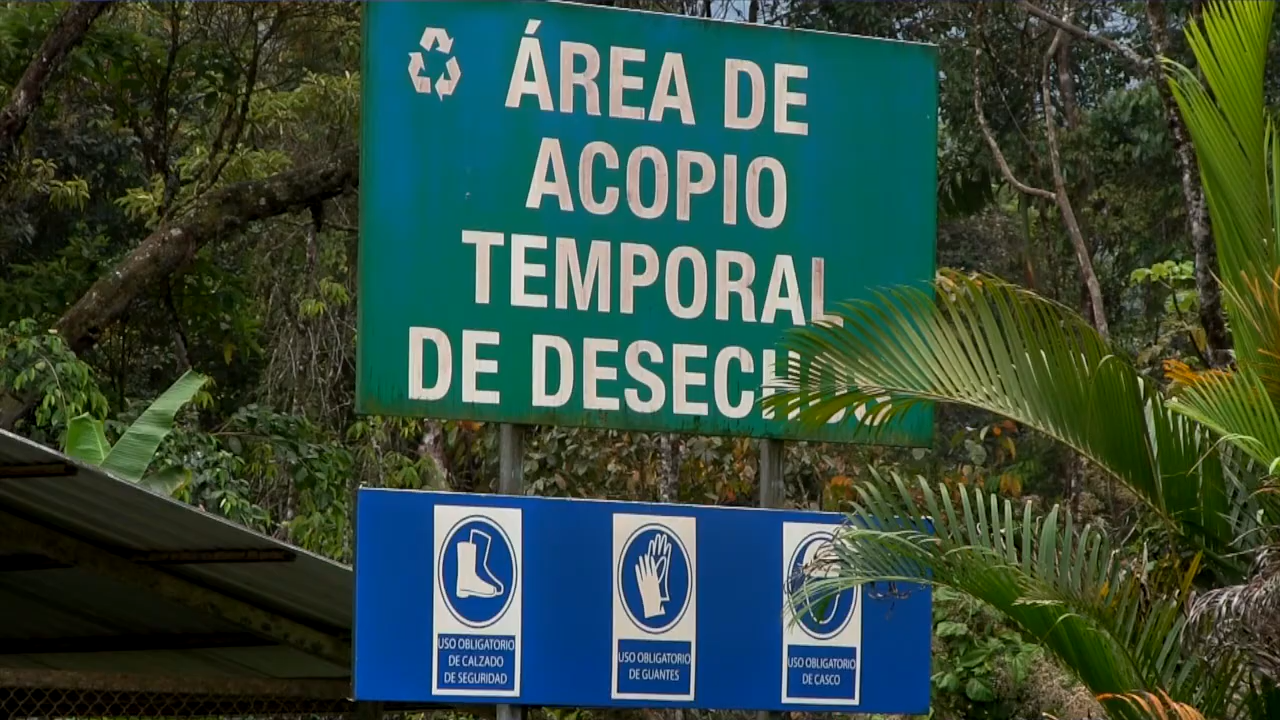 ÁREA DE
ACOPIO
TEMPORAL
DE DESECHOS
USO OBLIGATORIO
DE CALZADO
DE SEGURIDAD
USO OBLIGATORIO
DE GUANTES
USO OBLIGATORIO
DE CASCO